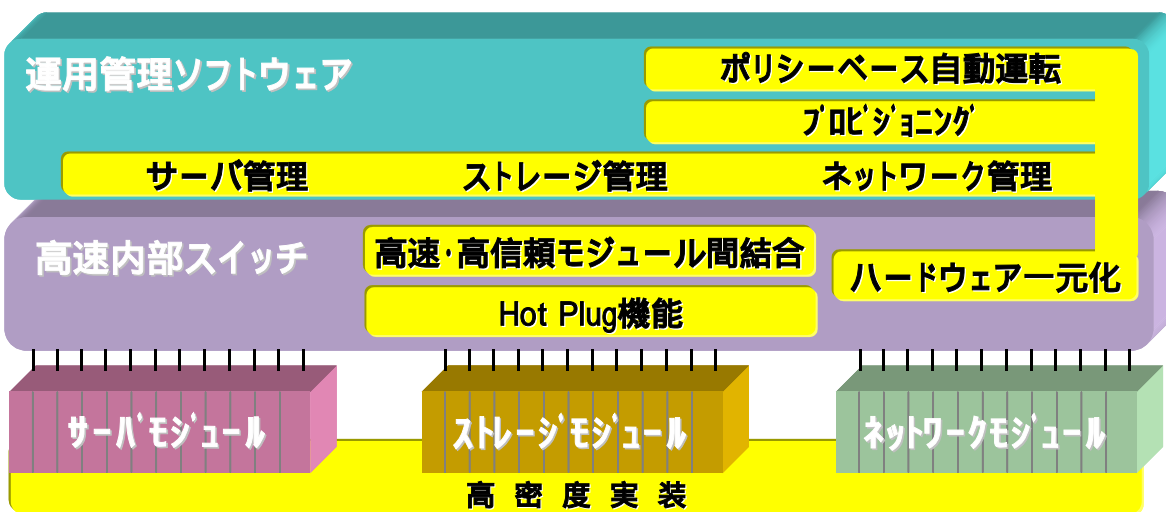 運用管理ソフトウェア
ポリシーベース自動運転
ﾌﾟﾛﾋﾞｼﾞｮﾆﾝｸﾞ
サーバ管理 ストレージ管理 ネットワーク管理
高速内部スイッチ
高速・高信頼モジュール間結合
ハードウェア一元化
Hot Plug機能
ｻｰﾊﾞﾓｼﾞｭｰﾙ ｽﾄﾚｰｼﾞﾓｼﾞｭｰﾙ ﾈｯﾄﾜｰｸﾓｼﾞｭｰﾙ
高密度実装